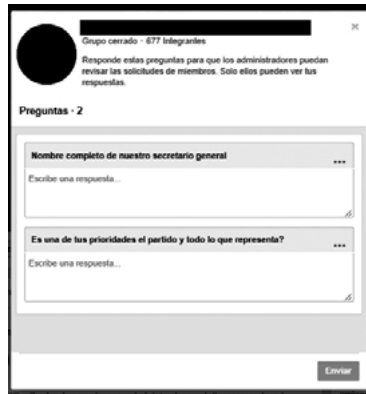 Grupo cerrado · 677 Integrantes
Responde estas preguntas para que los administradores puedan
revisar las solicitudes de miembros. Solo ellos pueden ver tus
respuestas.
Preguntas · 2
Nombre completo de nuestro secretario general
Escribe una respuesta...
Es una de tus prioridades el partido y todo lo que representa?
Escribe una respuesta...
Enviar